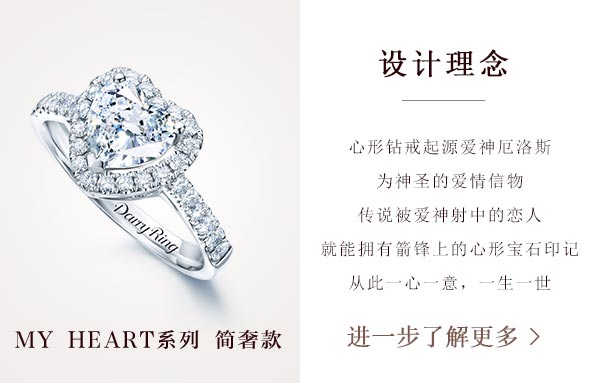 Darry Ring
MY HEART系列 简奢款
设计理念
心形钻戒起源爱神厄洛斯
为神圣的爱情信物
传说被爱神射中的恋人
就能拥有箭锋上的心形宝石印记
从此一心一意，一生一世
进一步了解更多 >